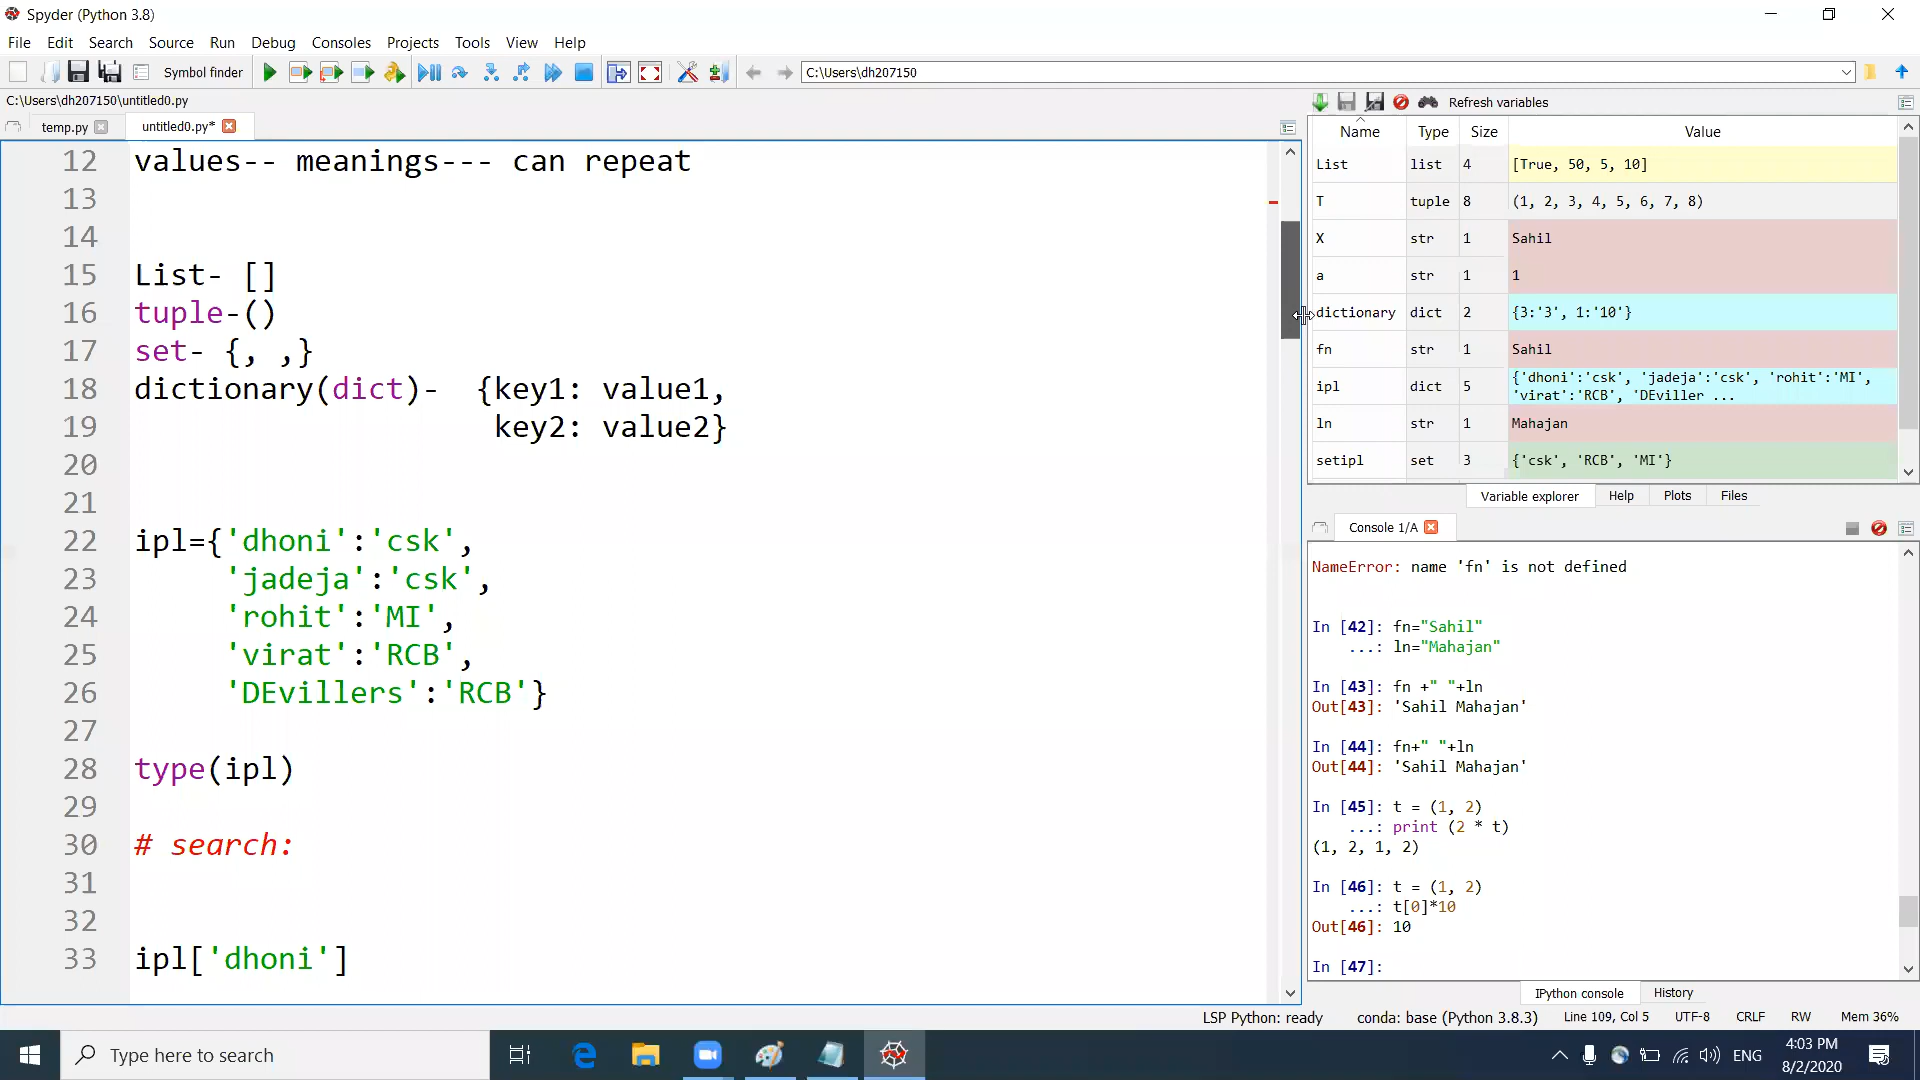 Spyder (Python 3.8)
File Edit Search Source Run Debug Consoles Projects Tools View Help
Symbol finder
C:\Users\dh207150
C:\Users\dh207150\untitled0.py
temp.py
untitled0.py*
12 values-- meanings--- can repeat
13
14
15 List- []
16 tuple-()
17 set- {, ,}
18 dictionary(dict)-  {key1: value1,
19 key2: value2}
20
21
22 ipl={'dhoni':'csk',
23 'jadeja':'csk',
24 'rohit':'MI',
25 'virat':'RCB',
26 'DEvillers':'RCB'}
27
28 type(ipl)
29
30 # search:
31
32
33 ipl['dhoni']
Refresh variables
Name Type Size Value
List list 4 [True, 50, 5, 10]
T tuple 8 (1, 2, 3, 4, 5, 6, 7, 8)
X str 1 Sahil
a str 1 1
dictionary dict 2 {3:'3', 1:'10'}
fn str 1 Sahil
ipl dict 5 {'dhoni':'csk', 'jadeja':'csk', 'rohit':'MI',
'virat':'RCB', 'DEviller ...
ln str 1 Mahajan
setipl set 3 {'csk', 'RCB', 'MI'}
Variable explorer Help Plots Files
Console 1/A
NameError: name 'fn' is not defined
In [42]: fn="Sahil"
...: ln="Mahajan"
In [43]: fn +" "+ln
Out[43]: 'Sahil Mahajan'
In [44]: fn+" "+ln
Out[44]: 'Sahil Mahajan'
In [45]: t = (1, 2)
...: print (2 * t)
(1, 2, 1, 2)
In [46]: t = (1, 2)
...: t[0]*10
Out[46]: 10
In [47]:
IPython console History
LSP Python: ready conda: base (Python 3.8.3) Line 109, Col 5 UTF-8 CRLF RW Mem 36%
Type here to search
ENG
4:03 PM
8/2/2020